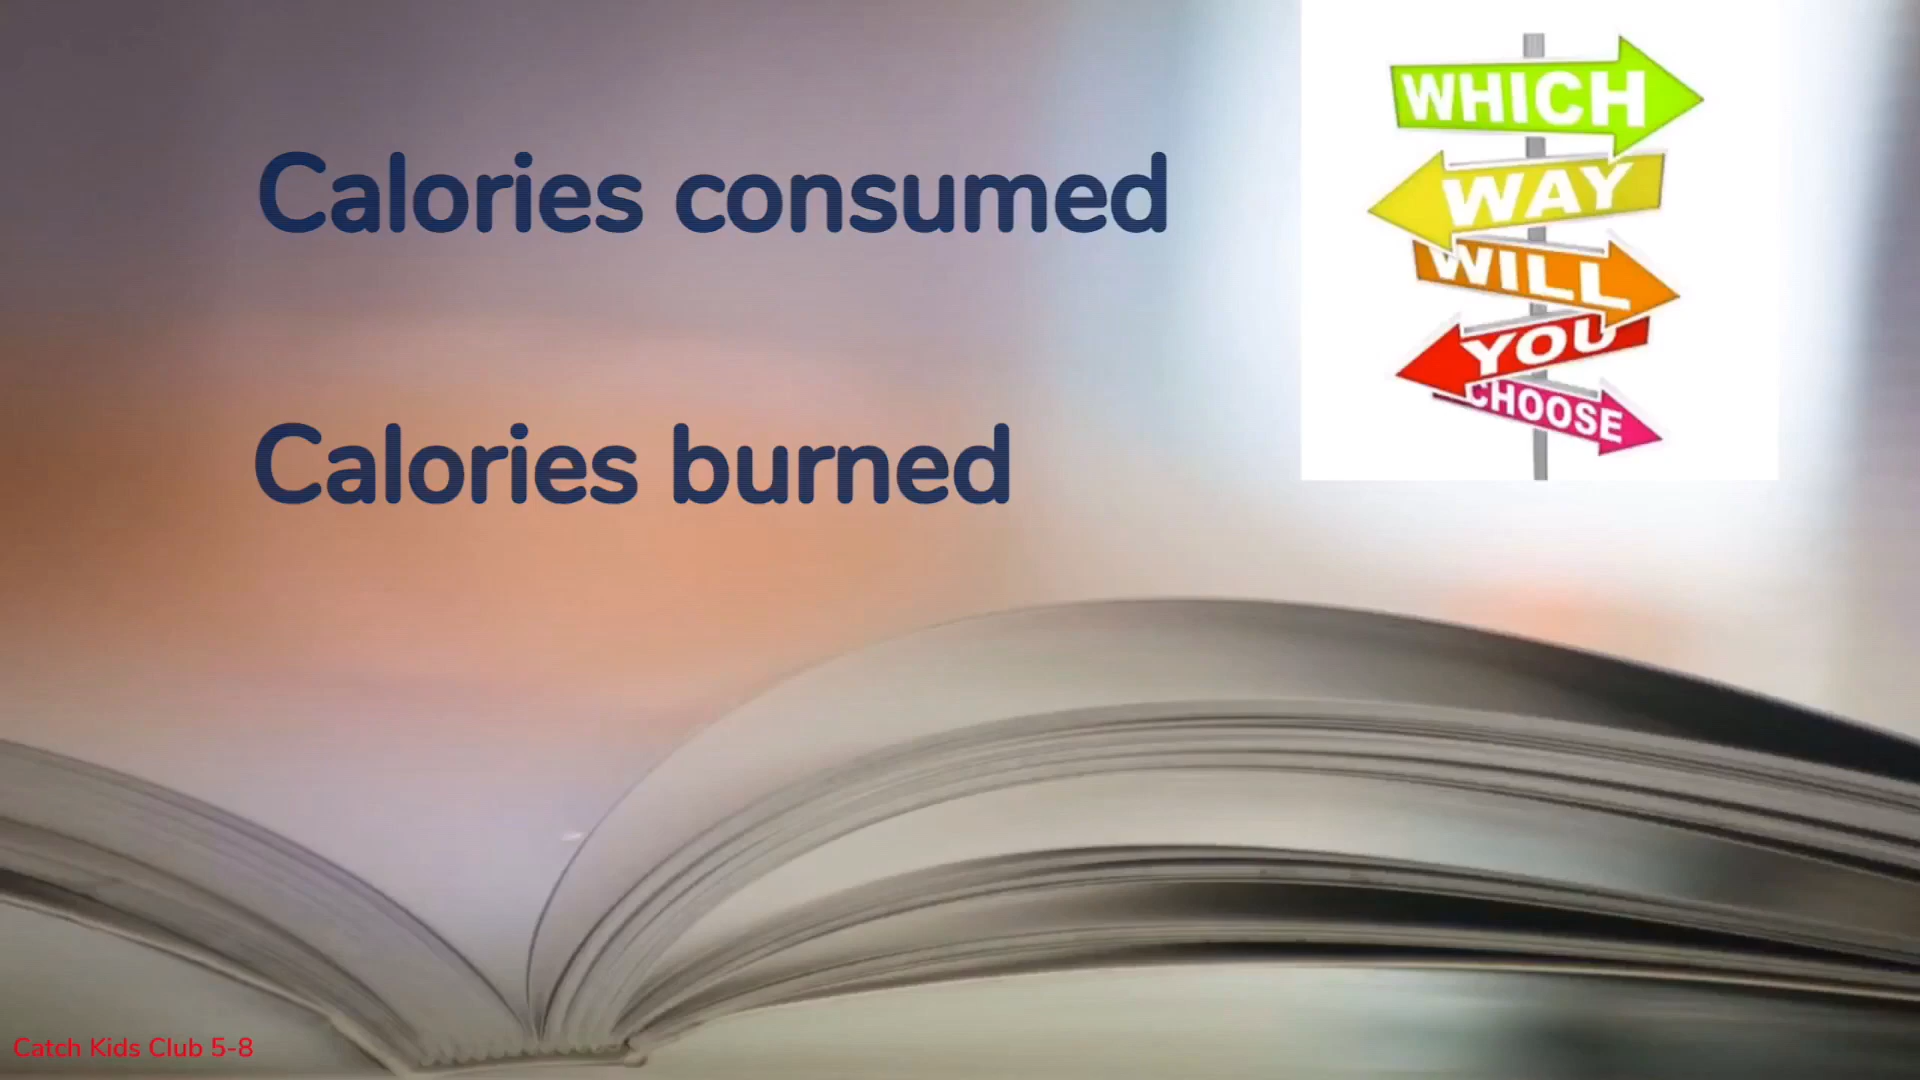 Calories consumed
Calories burned
WHICH
WAY
WILL
YOU
CHOOSE
Catch Kids Club 5-8